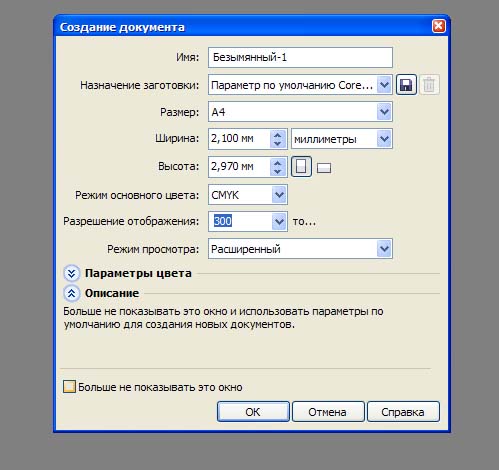 Создание документа
Имя: Безымянный-1
Назначение заготовки: Параметр по умолчанию Core...
Размер: A4
Ширина: 2,100 мм миллиметры
Высота: 2,970 мм
Режим основного цвета: CMYK
Разрешение отображения: 300 то...
Режим просмотра: Расширенный
Параметры цвета
Описание
Больше не показывать это окно и использовать параметры по
умолчанию для создания новых документов.
Больше не показывать это окно
ОК Отмена Справка